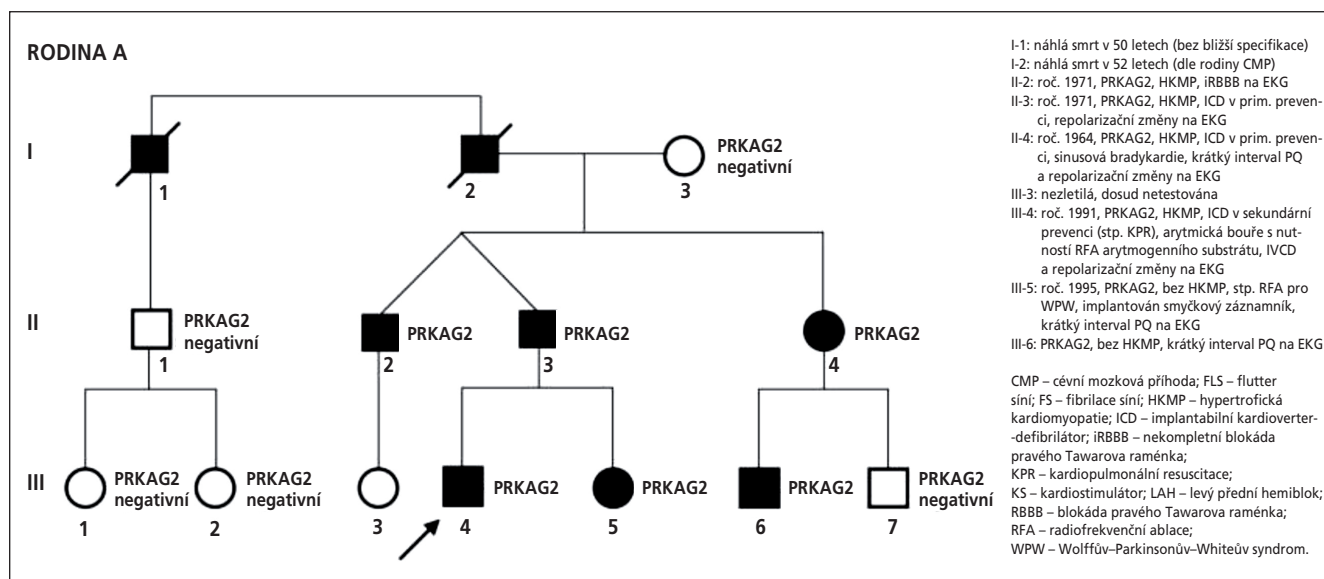 RODINA A
I
1
2
3
PRKAG2
negativní
II
1
PRKAG2
negativní
2
PRKAG2
3
PRKAG2
4
PRKAG2
III
1
PRKAG2
negativní
2
PRKAG2
negativní
3
4
PRKAG2
5
PRKAG2
6
PRKAG2
7
PRKAG2
negativní
I-1: náhlá smrt v 50 letech (bez bližší specifikace)
I-2: náhlá smrt v 52 letech (dle rodiny CMP)
II-2: roč. 1971, PRKAG2, HKMP, iRBBB na EKG
II-3: roč. 1971, PRKAG2, HKMP, ICD v prim. preven-
ci, repolarizační změny na EKG
II-4: roč. 1964, PRKAG2, HKMP, ICD v prim. preven-
ci, sinusová bradykardie, krátký interval PQ
a repolarizační změny na EKG
III-3: nezletilá, dosud netestována
III-4: roč. 1991, PRKAG2, HKMP, ICD v sekundární
prevenci (stp. KPR), arytmická bouře s nut-
ností RFA arytmogenního substrátu, IVCD
a repolarizační změny na EKG
III-5: roč. 1995, PRKAG2, bez HKMP, stp. RFA pro
WPW, implantován smyčkový záznamník,
krátký interval PQ na EKG
III-6: PRKAG2, bez HKMP, krátký interval PQ na EKG
CMP – cévní mozková příhoda; FLS – flutter
síní; FS – fibrilace síní; HKMP – hypertrofická
kardiomyopatie; ICD – implantabilní kardioverter-
-defibrilátor; iRBBB – nekompletní blokáda
pravého Tawarova raménka;
KPR – kardiopulmonální resuscitace;
KS – kardiostimulátor; LAH – levý přední hemiblok;
RBBB – blokáda pravého Tawarova raménka;
RFA – radiofrekvenční ablace;
WPW – Wolffův–Parkinsonův–Whiteův syndrom.